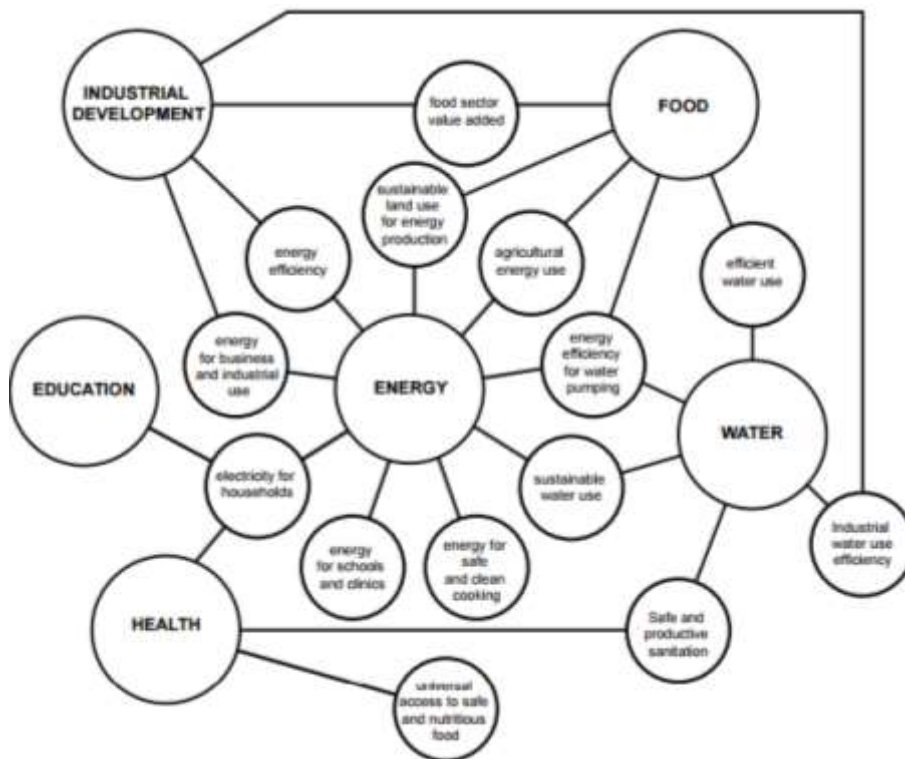 INDUSTRIAL
DEVELOPMENT
food sector
value added
FOOD
sustainable
land use
for energy
production
energy
efficiency
agricultural
energy use
efficient
water use
energy
for business
and industrial
use
energy
efficiency
for water
pumping
EDUCATION
ENERGY
WATER
electricity for
households
sustainable
water use
energy
for schools
and clinics
energy for
safe
and clean
cooking
Industrial
water use
efficiency
HEALTH
Safe and
productive
sanitation
universal
access to safe
and nutritious
food